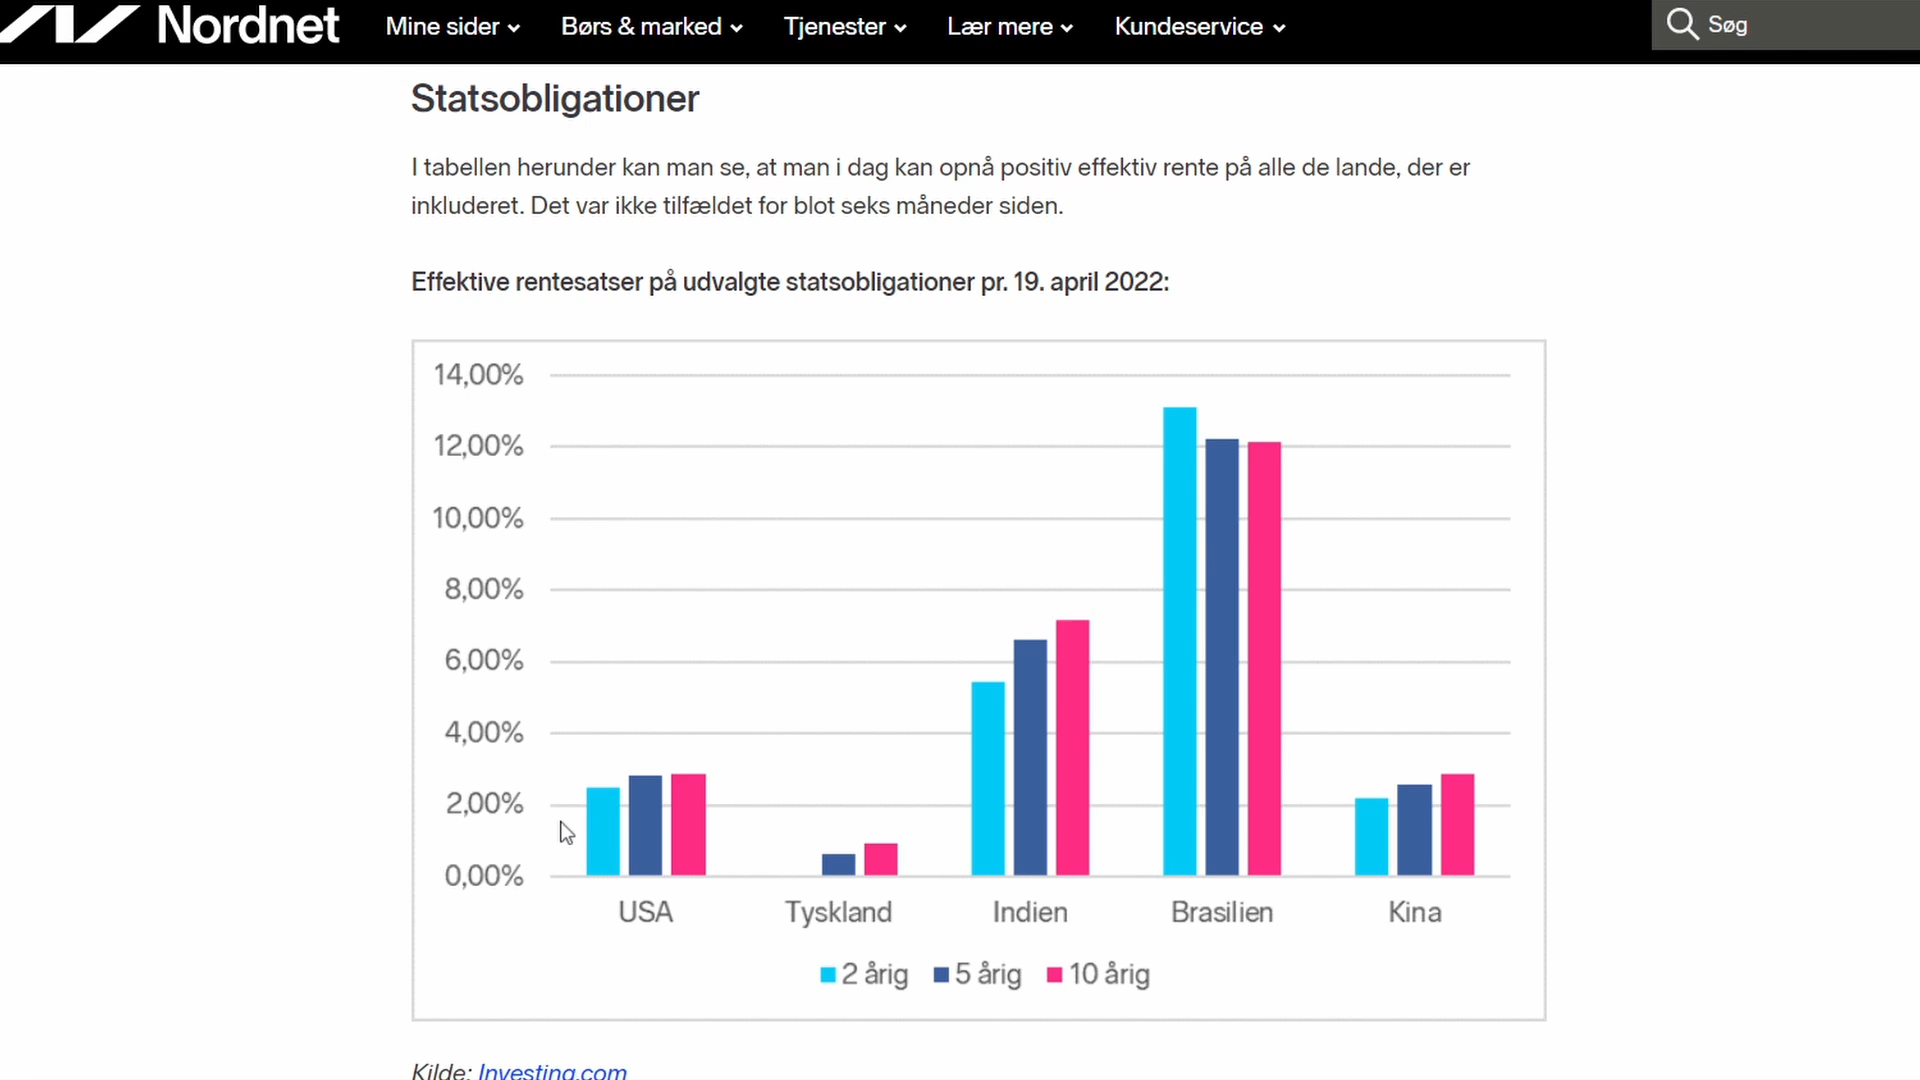 Nordnet
Mine sider
Børs & marked
Tjenester
Lær mere
Kundeservice
Søg
Statsobligationer
I tabellen herunder kan man se, at man i dag kan opnå positiv effektiv rente på alle de lande, der er
inkluderet. Det var ikke tilfældet for blot seks måneder siden.
Effektive rentesatser på udvalgte statsobligationer pr. 19. april 2022:
14,00%
12,00%
10,00%
8,00%
6,00%
4,00%
2,00%
0,00%
USA
Tyskland
Indien
Brasilien
Kina
2 årig
5 årig
10 årig
Kilde: Investing.com